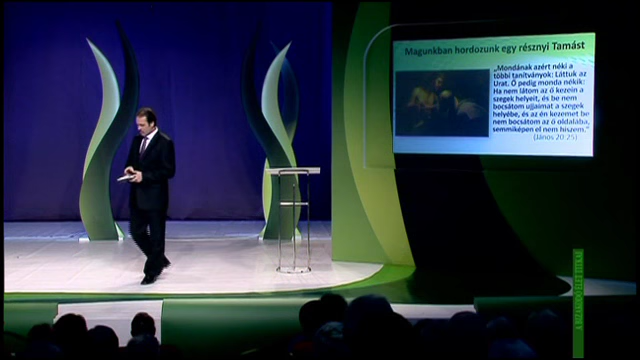 Magunkban hordozunk egy résznyi Tamást
„Mondának azért néki a
többi tanítványok; Láttuk az
Urat. Ő pedig monda nékik:
Ha nem látom az ő kezein a
szegek helyeit, és be nem
bocsátom ujjaimat a szegek
helyébe, és az én kezemet be
nem bocsátom az ő oldalába,
semmiképen el nem hiszem."
(János 20:25)